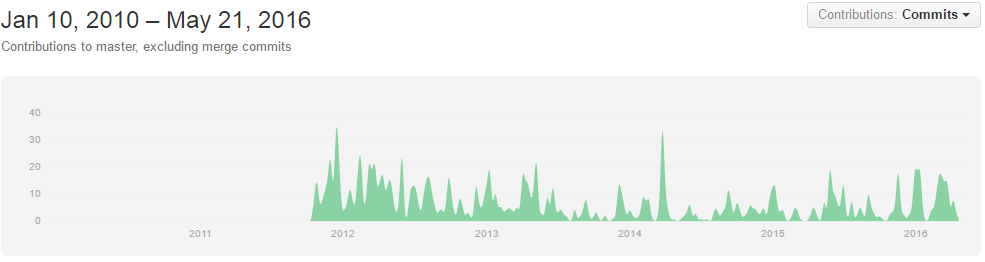 Jan 10, 2010 – May 21, 2016
Contributions: Commits
Contributions to master, excluding merge commits
40
30
20
10
0
2011 2012 2013 2014 2015 2016